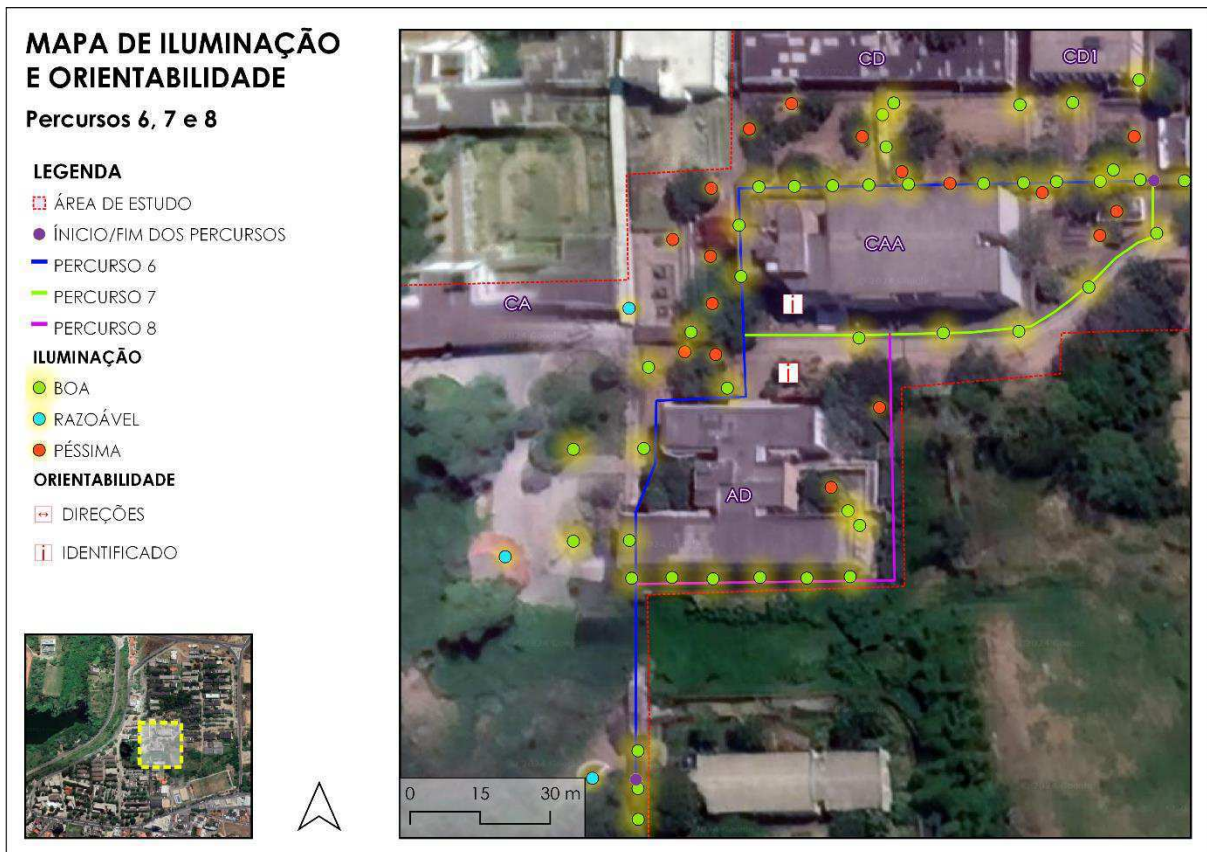 MAPA DE ILUMINAÇÃO
E ORIENTABILIDADE
Percursos 6, 7 e 8
LEGENDA
ÁREA DE ESTUDO
ÍNICIO/FIM DOS PERCURSOS
PERCURSO 6
PERCURSO 7
PERCURSO 8
ILUMINAÇÃO
BOA
RAZOÁVEL
PÉSSIMA
ORIENTABILIDADE
DIREÇÕES
i IDENTIFICADO
CD
CD1
CAA
i
CA
i
AD
0 15 30 m